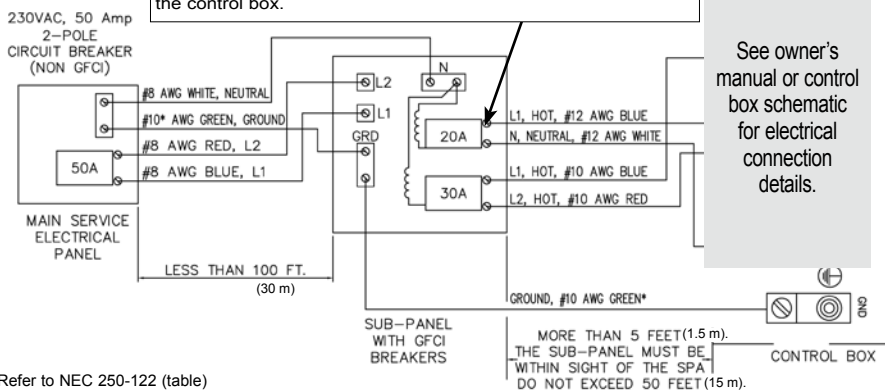 the control box.
230VAC, 50 Amp
2-POLE
CIRCUIT BREAKER
(NON GFCI)
#8 AWG WHITE, NEUTRAL
#10* AWG GREEN, GROUND
#8 AWG RED, L2
#8 AWG BLUE, L1
50A
MAIN SERVICE
ELECTRICAL
PANEL
LESS THAN 100 FT.
(30 m)
L2
L1
GRD
N
20A
30A
L1, HOT, #12 AWG BLUE
N, NEUTRAL, #12 AWG WHITE
L1, HOT, #10 AWG BLUE
L2, HOT, #10 AWG RED
See owner's
manual or control
box schematic
for electrical
connection
details.
GROUND, #10 AWG GREEN*
GND
SUB-PANEL
WITH GFCI
BREAKERS
MORE THAN 5 FEET(1.5 m).
THE SUB-PANEL MUST BE
WITHIN SIGHT OF THE SPA
DO NOT EXCEED 50 FEET(15 m).
CONTROL BOX
Refer to NEC 250-122 (table)